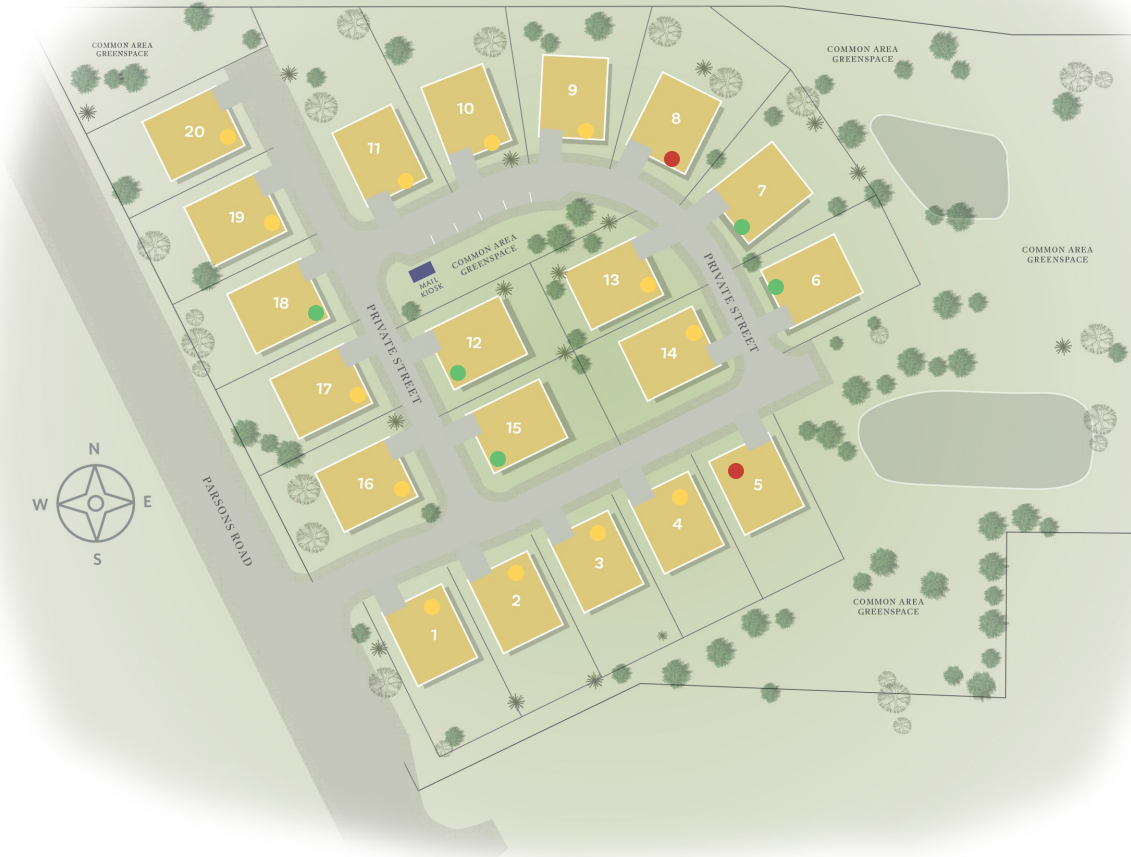 COMMON AREA
GREENSPACE
COMMON AREA
GREENSPACE
9
10
8
20
11
7
19
COMMON AREA
GREENSPACE
COMMON AREA
GREENSPACE
MAIL
KIOSK
13
6
18
PRIVATE STREET
PRIVATE STREET
12
14
17
15
16
5
N
W
E
S
PARSONS ROAD
4
3
2
1
COMMON AREA
GREENSPACE